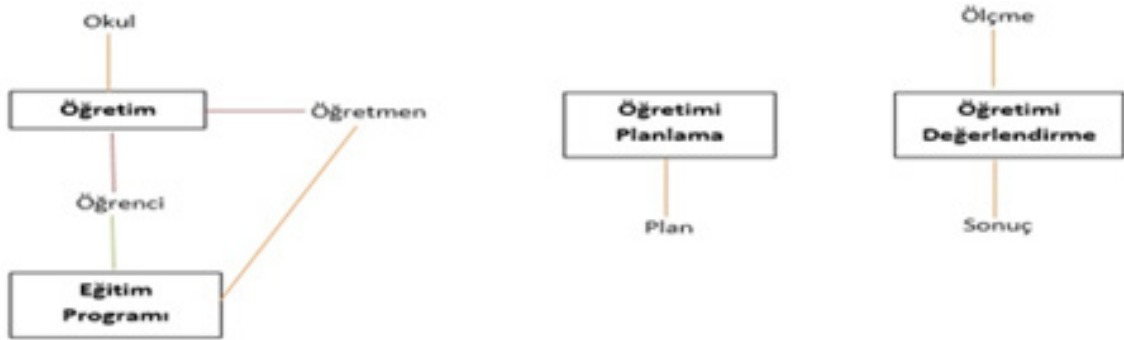 Okul
Öğretim
Öğretmen
Öğrenci
Eğitim
Programı
Öğretimi
Planlama
Plan
Ölçme
Öğretimi
Değerlendirme
Sonuç